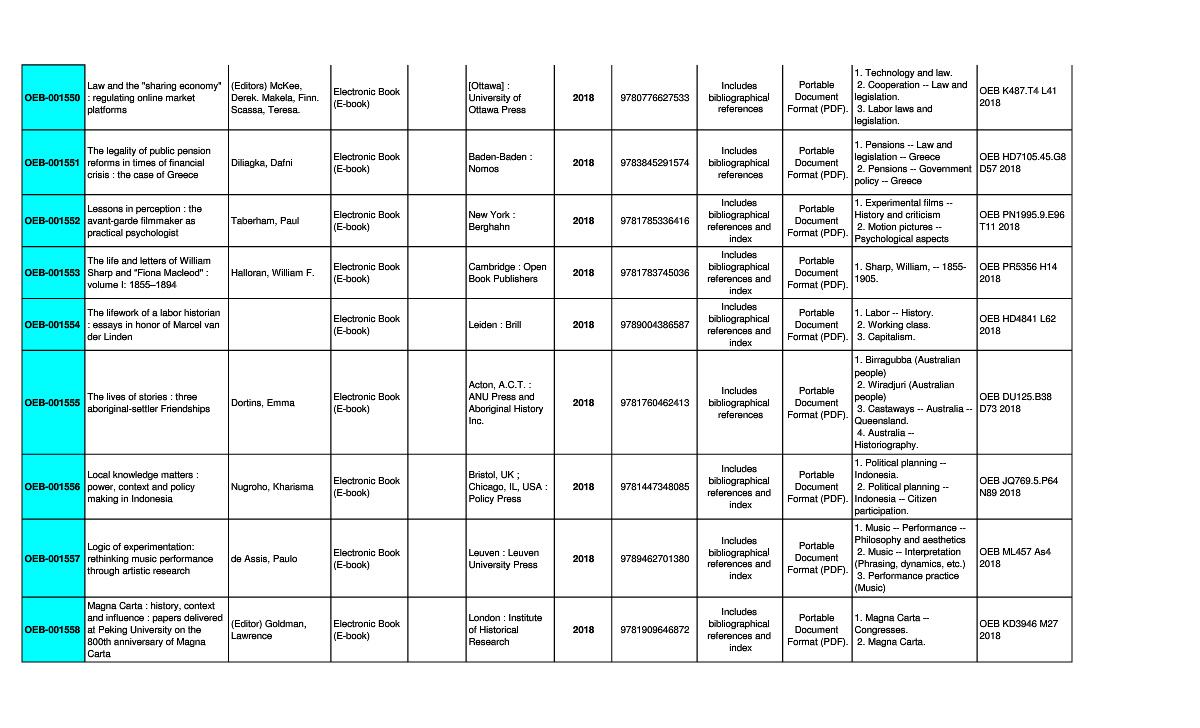 OEB-001550
Law and the "sharing economy"
: regulating online market
platforms
(Editors) McKee,
Derek. Makela, Finn.
Scassa, Teresa.
Electronic Book
(E-book)
[Ottawa] :
University of
Ottawa Press
2018
9780776627533
Includes
bibliographical
references
Portable
Document
Format (PDF).
1. Technology and law.
2. Cooperation -- Law and
legislation.
3. Labor laws and
legislation.
OEB K487.T4 L41
2018
OEB-001551
The legality of public pension
reforms in times of financial
crisis : the case of Greece
Diliagka, Dafni
Electronic Book
(E-book)
Baden-Baden :
Nomos
2018
9783845291574
Includes
bibliographical
references
Portable
Document
Format (PDF).
1. Pensions -- Law and
legislation -- Greece
2. Pensions -- Government
policy -- Greece
OEB HD7105.45.G8
D57 2018
OEB-001552
Lessons in perception : the
avant-garde filmmaker as
practical psychologist
Taberham, Paul
Electronic Book
(E-book)
New York :
Berghahn
2018
9781785336416
Includes
bibliographical
references and
index
Portable
Document
Format (PDF).
1. Experimental films --
History and criticism
2. Motion pictures --
Psychological aspects
OEB PN1995.9.E96
T11 2018
OEB-001553
The life and letters of William
Sharp and "Fiona Macleod" :
volume I: 1855–1894
Halloran, William F.
Electronic Book
(E-book)
Cambridge : Open
Book Publishers
2018
9781783745036
Includes
bibliographical
references and
index
Portable
Document
Format (PDF).
1. Sharp, William, -- 1855-
1905.
OEB PR5356 H14
2018
OEB-001554
The lifework of a labor historian
: essays in honor of Marcel van
der Linden
Electronic Book
(E-book)
Leiden : Brill
2018
9789004386587
Includes
bibliographical
references and
index
Portable
Document
Format (PDF).
1. Labor -- History.
2. Working class.
3. Capitalism.
OEB HD4841 L62
2018
OEB-001555
The lives of stories : three
aboriginal-settler Friendships
Dortins, Emma
Electronic Book
(E-book)
Acton, A.C.T. :
ANU Press and
Aboriginal History
Inc.
2018
9781760462413
Includes
bibliographical
references
Portable
Document
Format (PDF).
1. Birragubba (Australian
people)
2. Wiradjuri (Australian
people)
3. Castaways -- Australia --
Queensland.
4. Australia --
Historiography.
OEB DU125.B38
D73 2018
OEB-001556
Local knowledge matters :
power, context and policy
making in Indonesia
Nugroho, Kharisma
Electronic Book
(E-book)
Bristol, UK ;
Chicago, IL, USA :
Policy Press
2018
9781447348085
Includes
bibliographical
references and
index
Portable
Document
Format (PDF).
1. Political planning --
Indonesia.
2. Political planning --
Indonesia -- Citizen
participation.
OEB JQ769.5.P64
N89 2018
OEB-001557
Logic of experimentation:
rethinking music performance
through artistic research
de Assis, Paulo
Electronic Book
(E-book)
Leuven : Leuven
University Press
2018
9789462701380
Includes
bibliographical
references and
index
Portable
Document
Format (PDF).
1. Music -- Performance --
Philosophy and aesthetics
2. Music -- Interpretation
(Phrasing, dynamics, etc.)
3. Performance practice
(Music)
OEB ML457 As4
2018
OEB-001558
Magna Carta : history, context
and influence : papers delivered
at Peking University on the
800th anniversary of Magna
Carta
(Editor) Goldman,
Lawrence
Electronic Book
(E-book)
London : Institute
of Historical
Research
2018
9781909646872
Includes
bibliographical
references and
index
Portable
Document
Format (PDF).
1. Magna Carta --
Congresses.
2. Magna Carta.
OEB KD3946 M27
2018